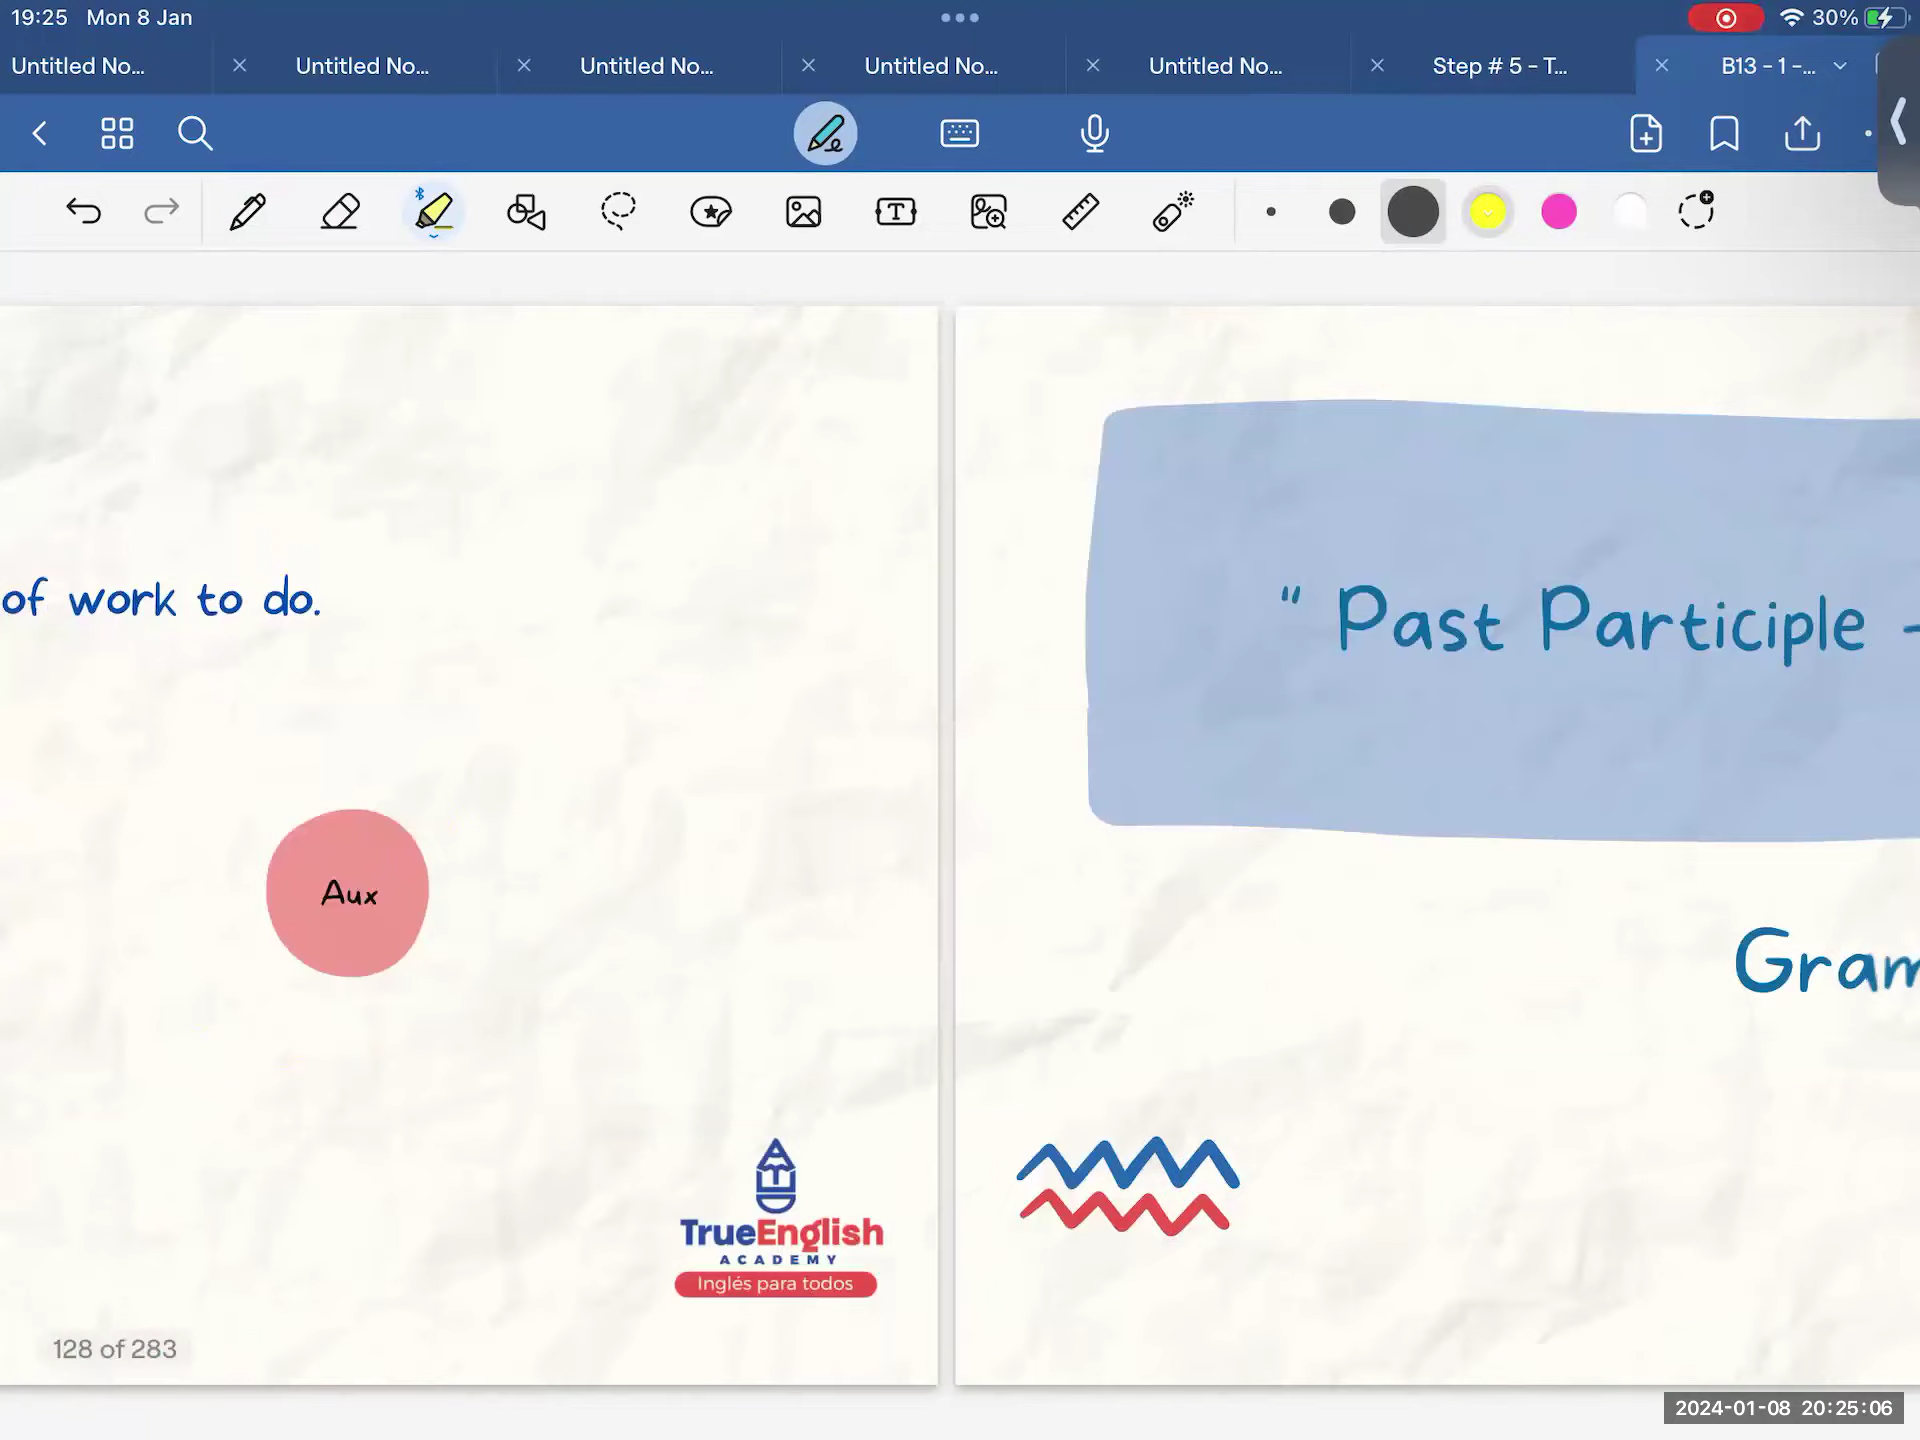 19:25 Mon 8 Jan
30%
Untitled No...
Untitled No...
Untitled No...
Untitled No...
Untitled No...
Step # 5 - T...
B13 - 1 -...
of work to do.
Aux
TrueEnglish
ACADEMY
Inglés para todos
128 of 283
“ Past Participle -
Gram
2024-01-08 20:25:06